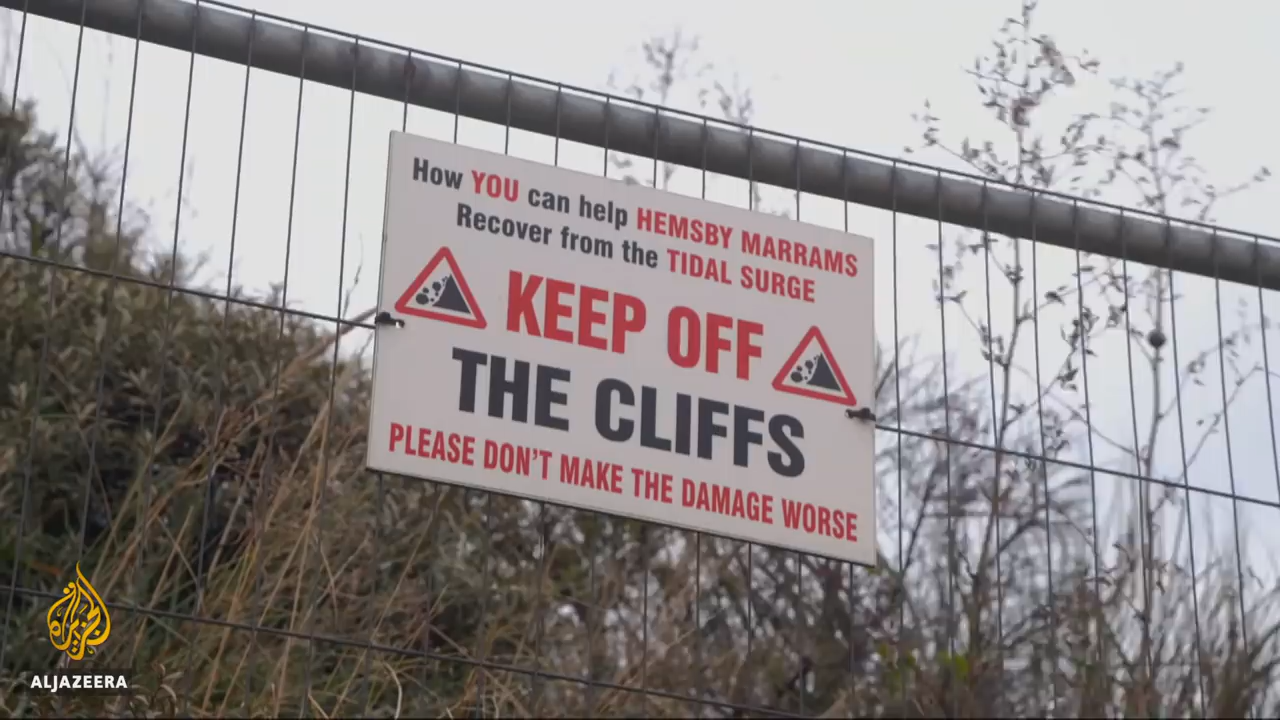 How YOU can help HEMSBY MARRAMS
Recover from the TIDAL SURGE
KEEP OFF
THE CLIFFS
PLEASE DON'T MAKE THE DAMAGE WORSE
ALJAZEERA